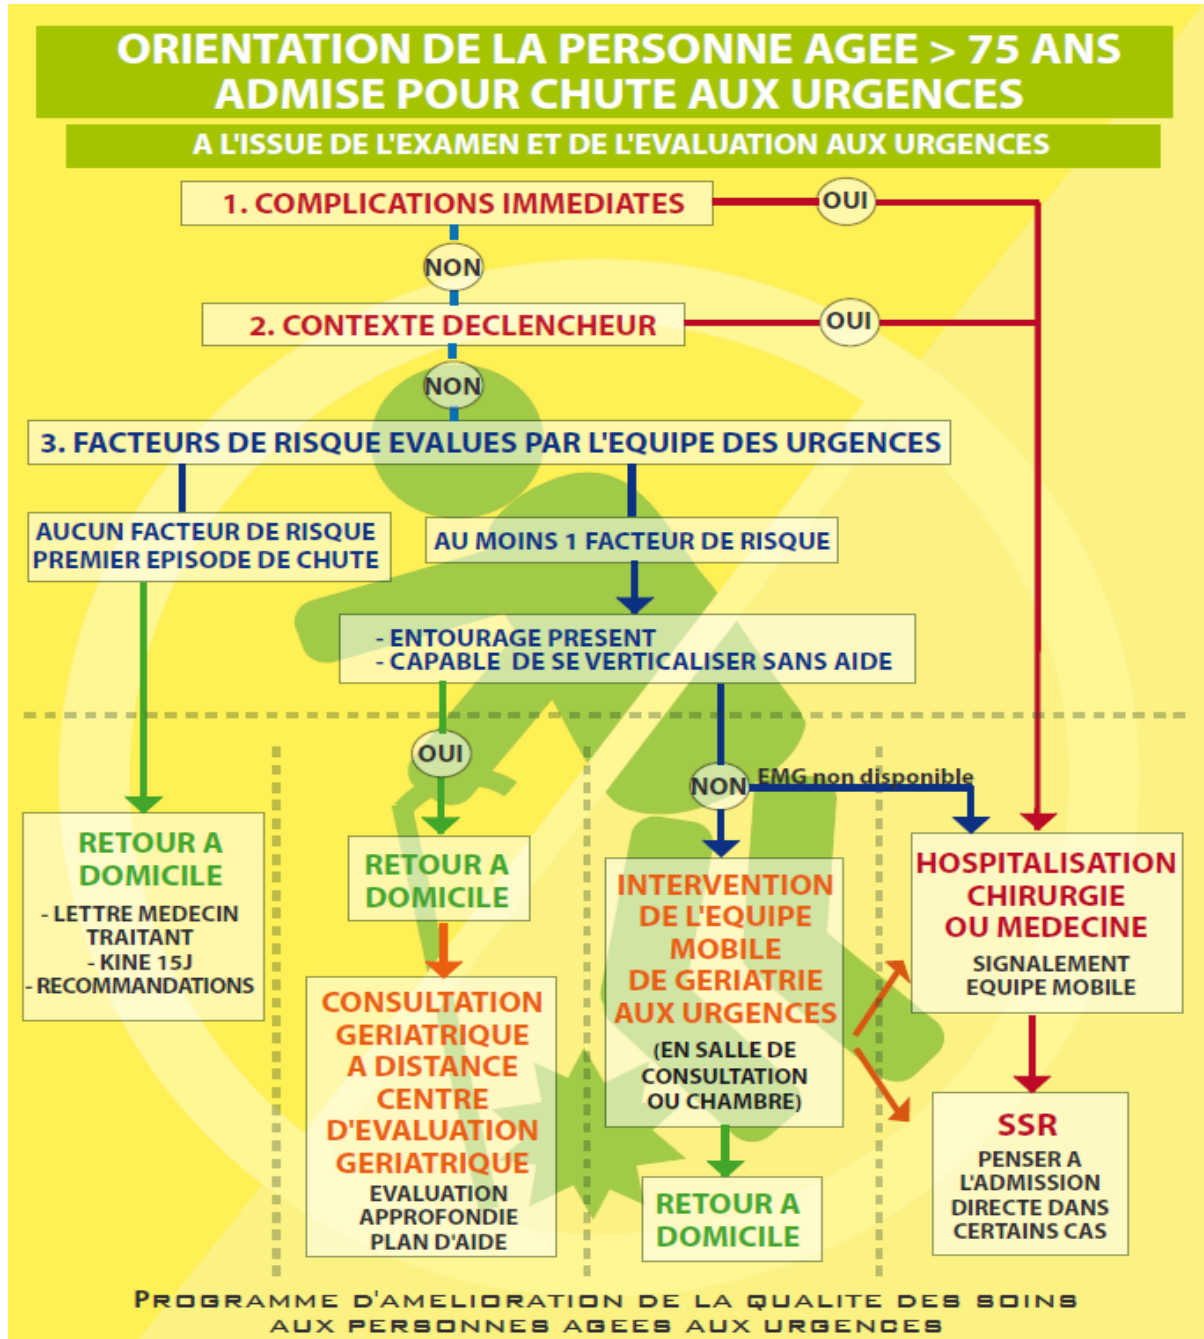 ORIENTATION DE LA PERSONNE AGEE > 75 ANS
ADMISE POUR CHUTE AUX URGENCES
A L'ISSUE DE L'EXAMEN ET DE L'EVALUATION AUX URGENCES
1. COMPLICATIONS IMMEDIATES
OUI
NON
2. CONTEXTE DECLENCHEUR
OUI
NON
3. FACTEURS DE RISQUE EVALUES PAR L'EQUIPE DES URGENCES
AUCUN FACTEUR DE RISQUE
PREMIER EPISODE DE CHUTE
AU MOINS 1 FACTEUR DE RISQUE
- ENTOURAGE PRESENT
- CAPABLE DE SE VERTICALISER SANS AIDE
OUI
NON
EMG non disponible
RETOUR A
DOMICILE
- LETTRE MEDECIN
TRAITANT
- KINE 15J
- RECOMMANDATIONS
RETOUR A
DOMICILE
CONSULTATION
GERIATRIQUE
A DISTANCE
CENTRE
D'EVALUATION
GERIATRIQUE
EVALUATION
APPROFONDIE
PLAN D'AIDE
INTERVENTION
DE L'EQUIPE
MOBILE
DE GERIATRIE
AUX URGENCES
(EN SALLE DE
CONSULTATION
OU CHAMBRE)
RETOUR A
DOMICILE
HOSPITALISATION
CHIRURGIE
OU MEDECINE
SIGNALEMENT
EQUIPE MOBILE
SSR
PENSER A
L'ADMISSION
DIRECTE DANS
CERTAINS CAS
PROGRAMME D'AMELIORATION DE LA QUALITE DES SOINS
AUX PERSONNES AGEES AUX URGENCES